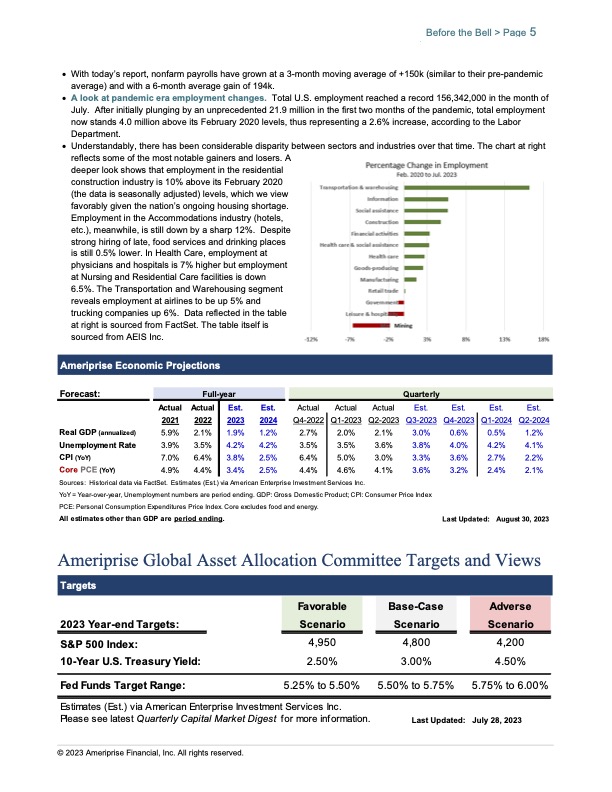 Before the Bell > Page 5
• With today's report, nonfarm payrolls have grown at a 3-month moving average of +150k (similar to their pre-pandemic
average) and with a 6-month average gain of 194k.
• A look at pandemic era employment changes. Total U.S. employment reached a record 156,342,000 in the month of
July. After initially plunging by an unprecedented 21.9 million in the first two months of the pandemic, total employment
now stands 4.0 million above its February 2020 levels, thus representing a 2.6% increase, according to the Labor
Department.
• Understandably, there has been considerable disparity between sectors and industries over that time. The chart at right
reflects some of the most notable gainers and losers. A
deeper look shows that employment in the residential
construction industry is 10% above its February 2020
(the data is seasonally adjusted) levels, which we view
favorably given the nation's ongoing housing shortage.
Employment in the Accommodations industry (hotels,
etc.), meanwhile, is still down by a sharp 12%. Despite
strong hiring of late, food services and drinking places
is still 0.5% lower. In Health Care, employment at
physicians and hospitals is 7% higher but employment
at Nursing and Residential Care facilities is down
6.5%. The Transportation and Warehousing segment
reveals employment at airlines to be up 5% and
trucking companies up 6%. Data reflected in the table
at right is sourced from FactSet. The table itself is
sourced from AEIS Inc.
Percentage Change in Employment
Feb. 2020 to Jul. 2023
Transportation & warehousing
Information
Social assistance
Construction
Financial activities
Health care & social assistance
Health care
Goods-producing
Manufacturing
Retail trade
Government
Leisure & hospitality
Mining
-12% -7% -2% 3% 8% 13% 18%
Ameriprise Economic Projections
Forecast: Full-year Quarterly
Actual Actual Est. Est. Actual Actual Actual Est. Est. Est. Est.
2021 2022 2023 2024 Q4-2022 Q1-2023 Q2-2023 Q3-2023 Q4-2023 Q1-2024 Q2-2024
Real GDP (annualized) 5.9% 2.1% 1.9% 1.2% 2.7% 2.0% 2.1% 3.0% 0.6% 0.5% 1.2%
Unemployment Rate 3.9% 3.5% 4.2% 4.2% 3.5% 3.5% 3.6% 3.8% 4.0% 4.2% 4.1%
CPI (YoY) 7.0% 6.4% 3.8% 2.5% 6.4% 5.0% 3.0% 3.3% 3.6% 2.7% 2.2%
Core PCE (YoY) 4.9% 4.4% 3.4% 2.5% 4.4% 4.6% 4.1% 3.6% 3.2% 2.4% 2.1%
Sources: Historical data via FactSet. Estimates (Est.) via American Enterprise Investment Services Inc.
YoY = Year-over-year, Unemployment numbers are period ending. GDP: Gross Domestic Product; CPI: Consumer Price Index
PCE: Personal Consumption Expenditures Price Index. Core excludes food and energy.
All estimates other than GDP are period ending. Last Updated: August 30, 2023
Ameriprise Global Asset Allocation Committee Targets and Views
Targets
Favorable Base-Case Adverse
2023 Year-end Targets: Scenario Scenario Scenario
S&P 500 Index: 4,950 4,800 4,200
10-Year U.S. Treasury Yield: 2.50% 3.00% 4.50%
Fed Funds Target Range: 5.25% to 5.50% 5.50% to 5.75% 5.75% to 6.00%
Estimates (Est.) via American Enterprise Investment Services Inc.
Please see latest Quarterly Capital Market Digest for more information. Last Updated: July 28, 2023
© 2023 Ameriprise Financial, Inc. All rights reserved.